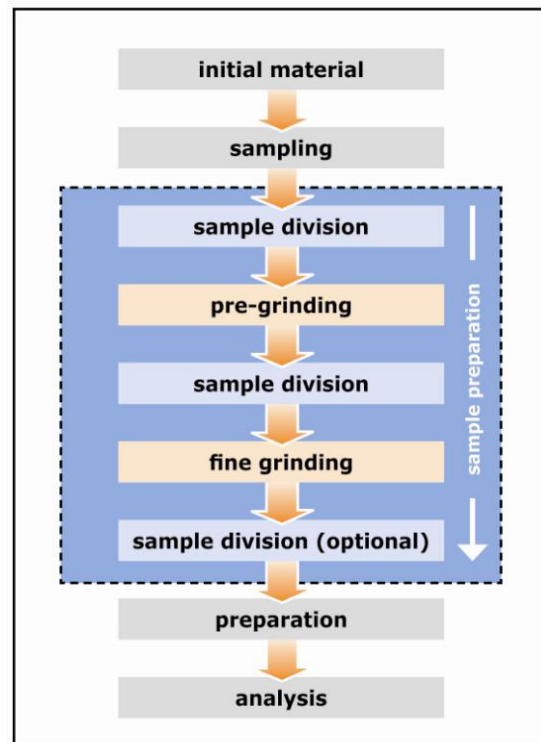 initial material
sampling
sample division
pre-grinding
sample division
fine grinding
sample division (optional)
sample preparation
preparation
analysis